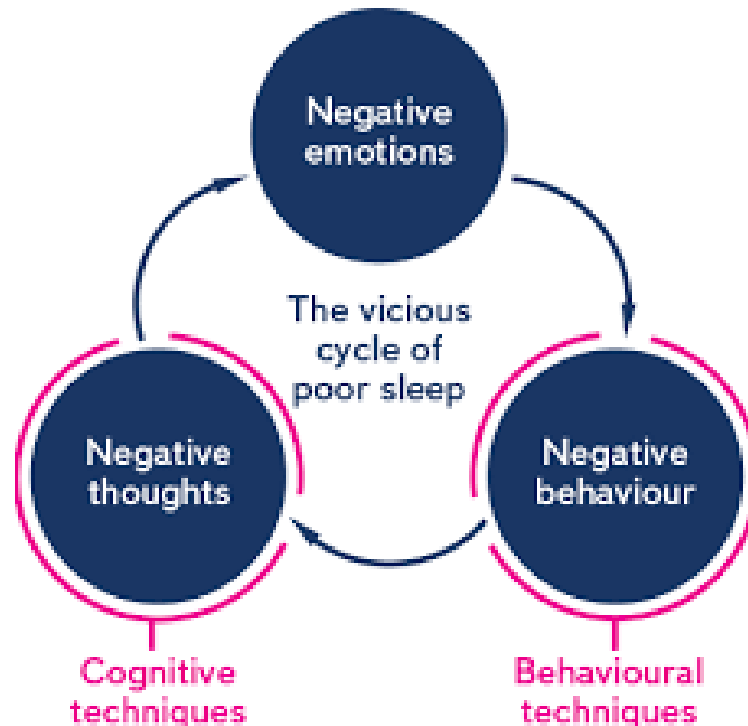 Negative
emotions
The vicious
cycle of
poor sleep
Negative
thoughts
Negative
behaviour
Cognitive
techniques
Behavioural
techniques